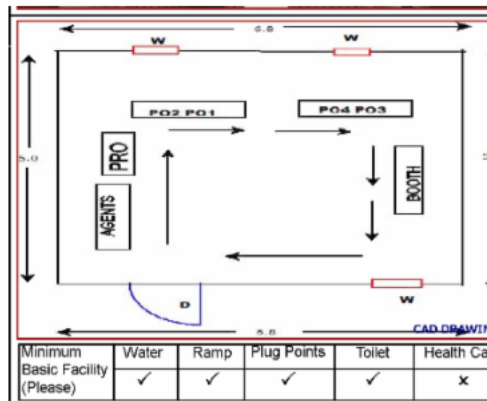 6.8
W
W
PO2 PO1
PO4 PO3
5.0
PRO
BOOTH
AGENTS
D
W
CAD DRAWIN
6.8
Minimum Basic Facility (Please)
Water
Ramp
Plug Points
Toilet
Health Ca
✓ ✓ ✓ ✓ x